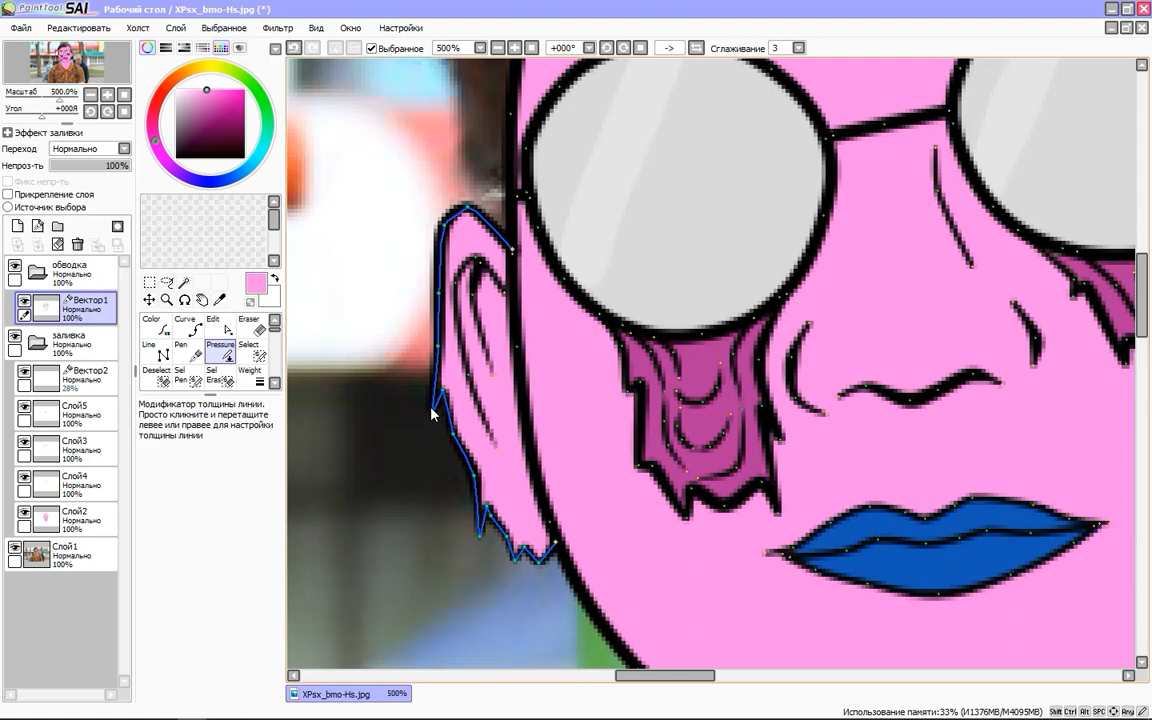 PaintTool SAI Рабочий стол / XPsx_bmo-Hs.jpg (*)
Файл Редактировать Холст Слой Выбранное Фильтр Вид Окно Настройки
Выбранное 500% +000° -> Сглаживание 3
Масштаб 500.0%
Угол +000Я
Эффект заливки
Переход Нормально
Непроз-ть 100%
Фикс непр-ть
Прикрепление слоя
Источник выбора
обводка
Нормально
100%
Вектор1
Нормально
100%
заливка
Нормально
100%
Вектор2
Нормально
28%
Слой5
Нормально
100%
Слой3
Нормально
100%
Слой4
Нормально
100%
Слой2
Нормально
100%
Слой1
Нормально
100%
Color Curve Edit Eraser
Line Pen Pressure Select
Deselect Sel Pen Sel Eras Weight
Модификатор толщины линии.
Просто кликните и перетащите
левее или правее для настройки
толщины линии
XPsx_bmo-Hs.jpg 500%
Использование памяти:33% (И1376MB/М4095MB) Shift Ctrl Alt SPC Any